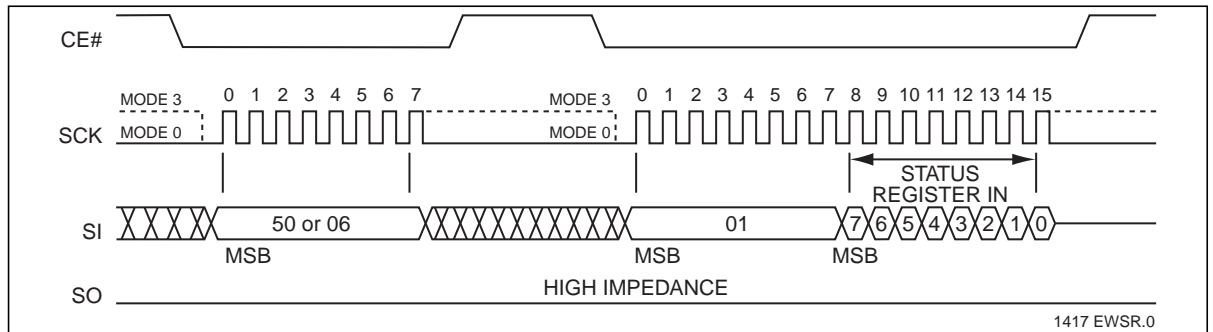 CE#
MODE 3 0 1 2 3 4 5 6 7 MODE 3 0 1 2 3 4 5 6 7 8 9 10 11 12 13 14 15
SCK MODE 0 MODE 0
STATUS
REGISTER IN
SI 50 or 06 01 7 6 5 4 3 2 1 0
MSB MSB MSB
SO HIGH IMPEDANCE
1417 EWSR.0